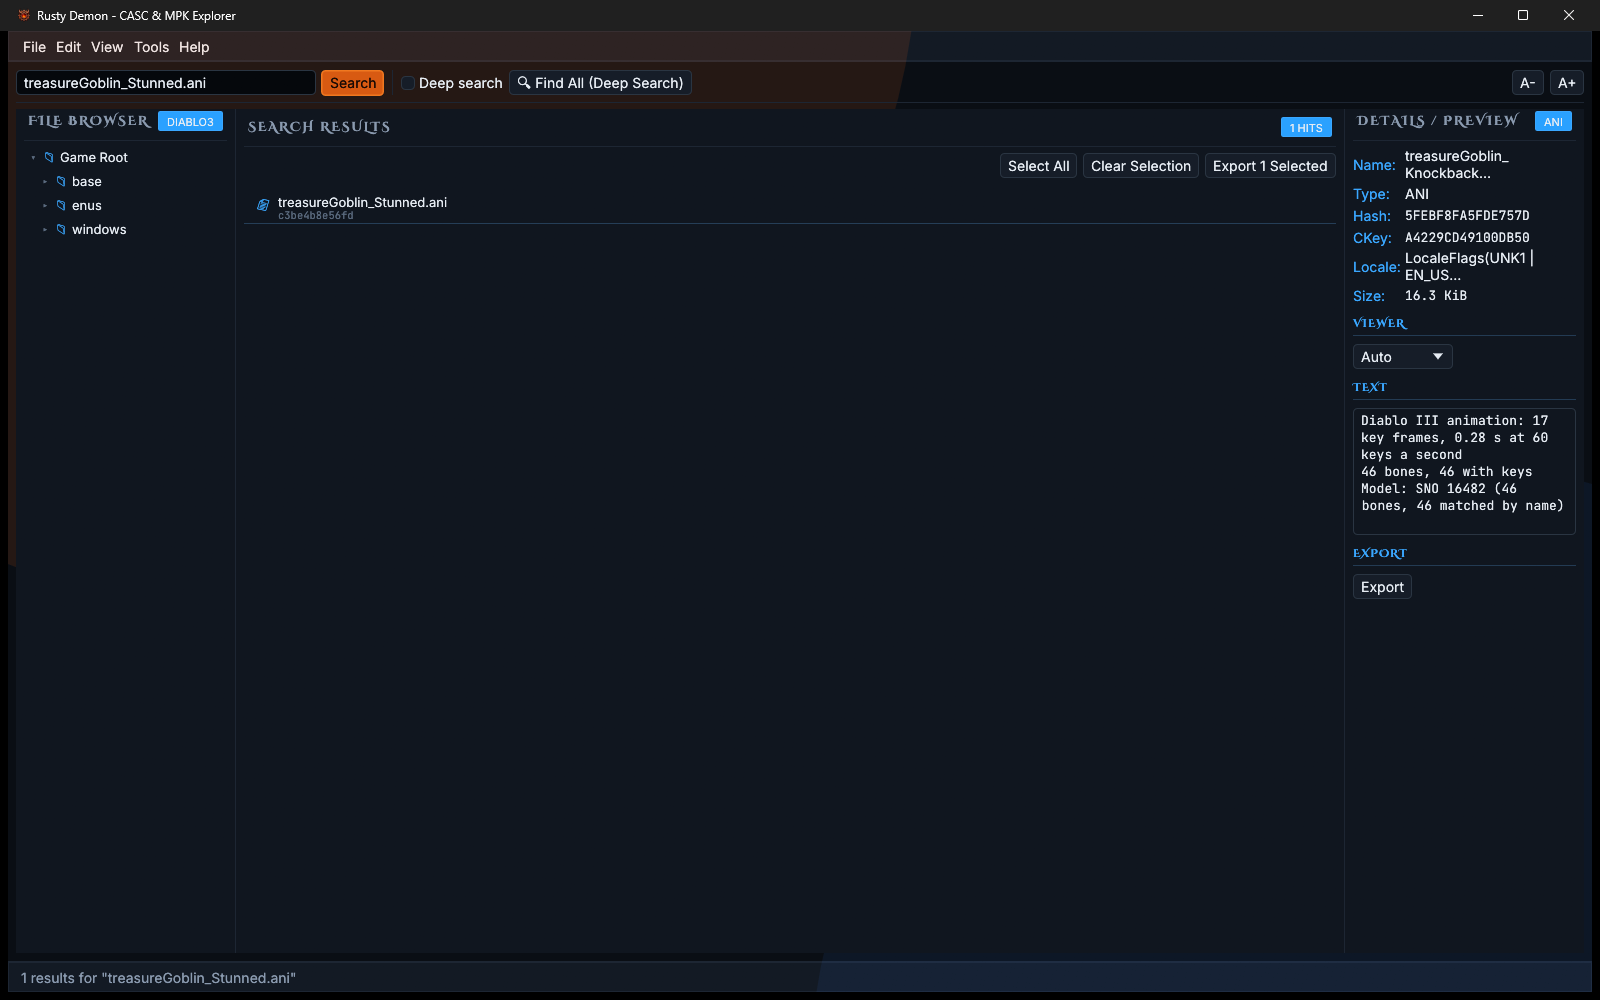 Rusty Demon - CASC & MPK Explorer
File Edit View Tools Help
treasureGoblin_Stunned.ani Search Deep search Find All (Deep Search) A- A+
FILE BROWSER DIABLO3
Game Root
base
enus
windows
SEARCH RESULTS 1 HITS
Select All Clear Selection Export 1 Selected
treasureGoblin_Stunned.ani
c3be4b8e56fd
DETAILS / PREVIEW ANI
Name: treasureGoblin_
Knockback...
Type: ANI
Hash: 5FEBF8FA5FDE757D
CKey: A4229CD49100DB50
Locale: LocaleFlags(UNK1 |
EN_US...
Size: 16.3 KiB
VIEWER
Auto
TEXT
Diablo III animation: 17
key frames, 0.28 s at 60
keys a second
46 bones, 46 with keys
Model: SNO 16482 (46
bones, 46 matched by name)
EXPORT
Export
1 results for "treasureGoblin_Stunned.ani"